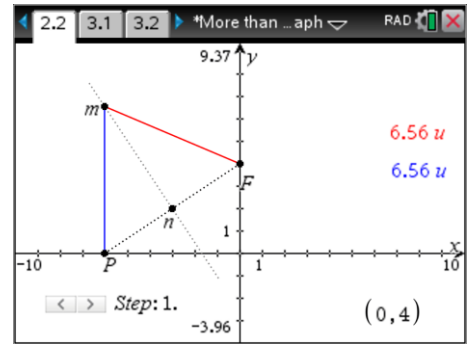 2.2 3.1 3.2 *More than ...aph RAD
9.37 y
m
6.56 u
6.56 u
F
n
1
x
-10 P 1 10
< > Step: 1.
(0,4)
-3.96